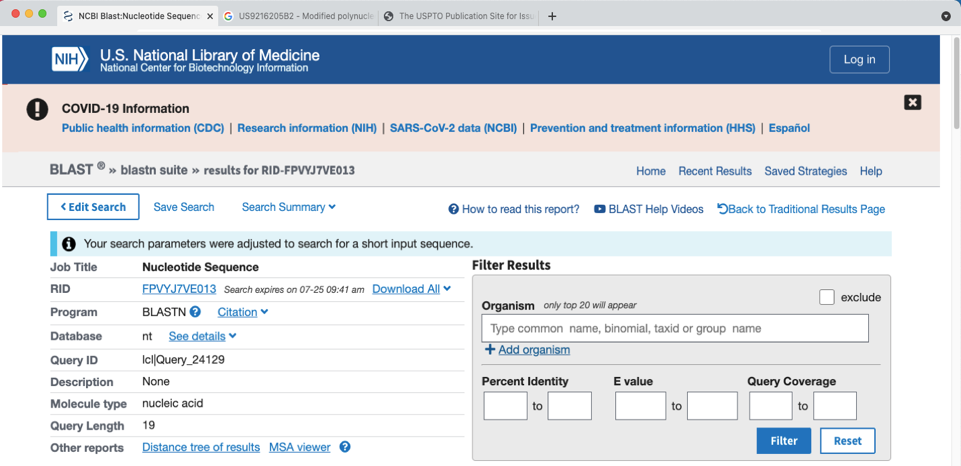 NCBI Blast:Nucleotide Sequenc × US9216205B2 - Modified polynucle The USPTO Publication Site for Issu +
NIH U.S. National Library of Medicine Log in
National Center for Biotechnology Information
COVID-19 Information
Public health information (CDC) | Research information (NIH) | SARS-CoV-2 data (NCBI) | Prevention and treatment information (HHS) | Español
BLAST ® » blastn suite » results for RID-FPVYJ7VE013 Home Recent Results Saved Strategies Help
Edit Search Save Search Search Summary How to read this report? BLAST Help Videos Back to Traditional Results Page
Your search parameters were adjusted to search for a short input sequence.
Job Title Nucleotide Sequence
RID FPVYJ7VE013 Search expires on 07-25 09:41 am Download All
Program BLASTN ? Citation
Database nt See details
Query ID lcl|Query_24129
Description None
Molecule type nucleic acid
Query Length 19
Other reports Distance tree of results MSA viewer ?
Filter Results
Organism only top 20 will appear exclude
Type common name, binomial, taxid or group name
+ Add organism
Percent Identity E value Query Coverage
to to to
Filter Reset